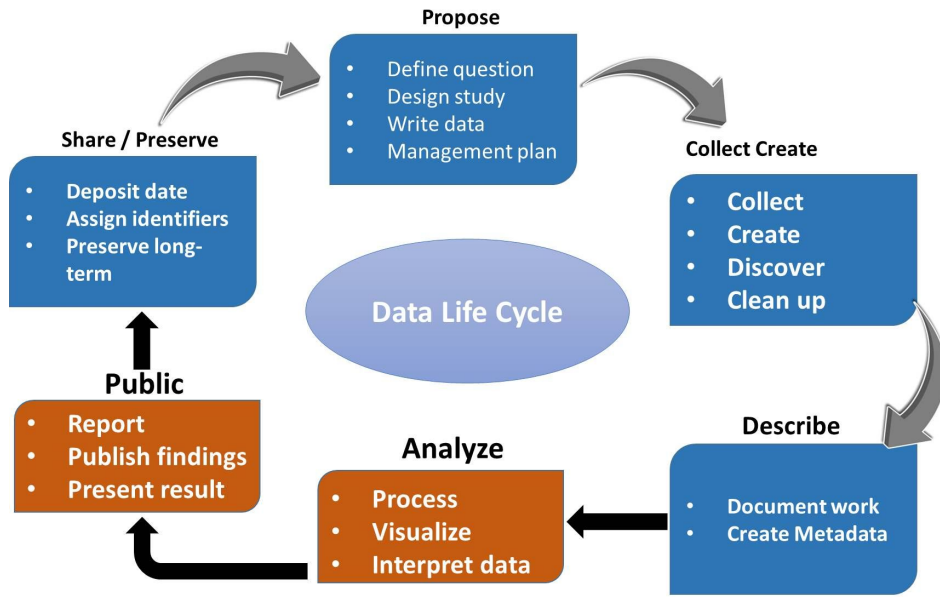 Propose
• Define question
• Design study
• Write data
• Management plan
Collect Create
• Collect
• Create
• Discover
• Clean up
Describe
• Document work
• Create Metadata
Analyze
• Process
• Visualize
• Interpret data
Public
• Report
• Publish findings
• Present result
Share / Preserve
• Deposit date
• Assign identifiers
• Preserve long-
term
Data Life Cycle